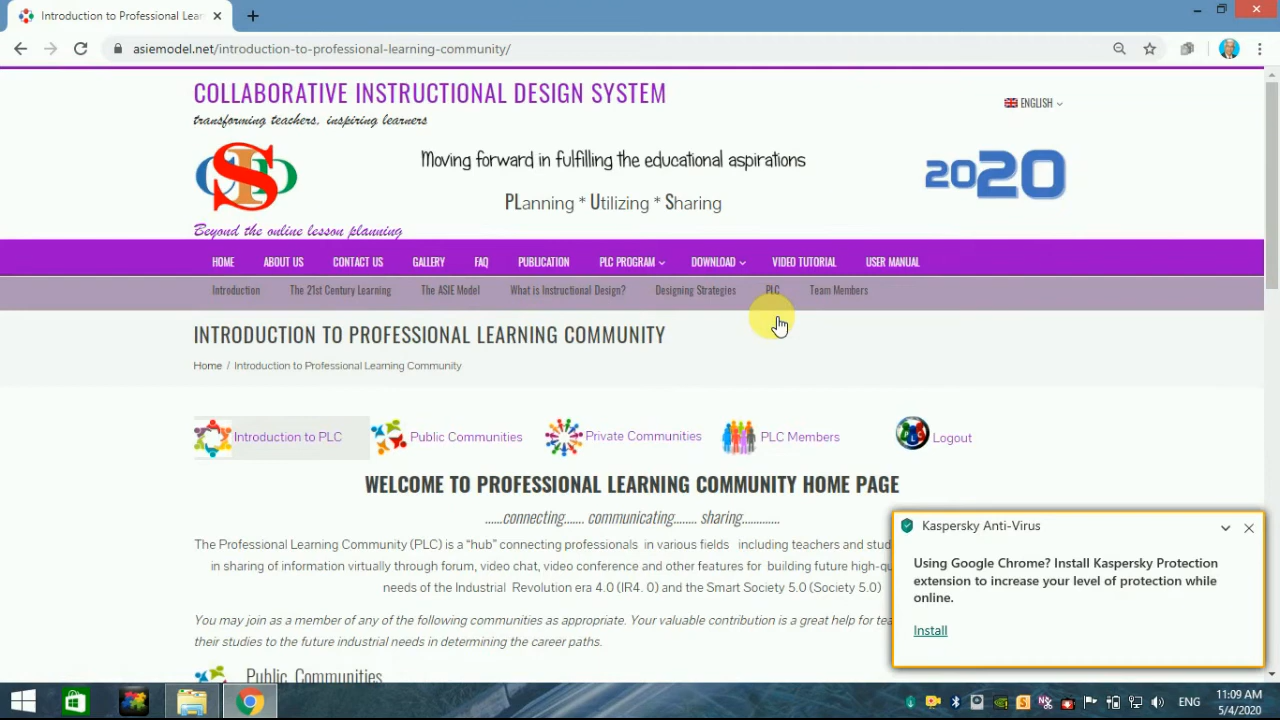 Introduction to Professional Lear
asiemodel.net/introduction-to-professional-learning-community/
COLLABORATIVE INSTRUCTIONAL DESIGN SYSTEM
transforming teachers, inspiring learners
ENGLISH
Moving forward in fulfilling the educational aspirations
2020
PLanning * Utilizing * Sharing
Beyond the online lesson planning
HOME ABOUT US CONTACT US GALLERY FAQ PUBLICATION PLC PROGRAM DOWNLOAD VIDEO TUTORIAL USER MANUAL
Introduction The 21st Century Learning The ASIE Model What is Instructional Design? Designing Strategies PLC Team Members
INTRODUCTION TO PROFESSIONAL LEARNING COMMUNITY
Home / Introduction to Professional Learning Community
Introduction to PLC Public Communities Private Communities PLC Members Logout
WELCOME TO PROFESSIONAL LEARNING COMMUNITY HOME PAGE
......connecting....... communicating........ sharing............
The Professional Learning Community (PLC) is a “hub” connecting professionals in various fields including teachers and stud
in sharing of information virtually through forum, video chat, video conference and other features for building future high-qu
needs of the Industrial Revolution era 4.0 (IR4. 0) and the Smart Society 5.0 (Society 5.0)
You may join as a member of any of the following communities as appropriate. Your valuable contribution is a great help for tea
their studies to the future industrial needs in determining the career paths.
Public Communities
Kaspersky Anti-Virus
Using Google Chrome? Install Kaspersky Protection
extension to increase your level of protection while
online.
Install
ENG
11:09 AM
5/4/2020